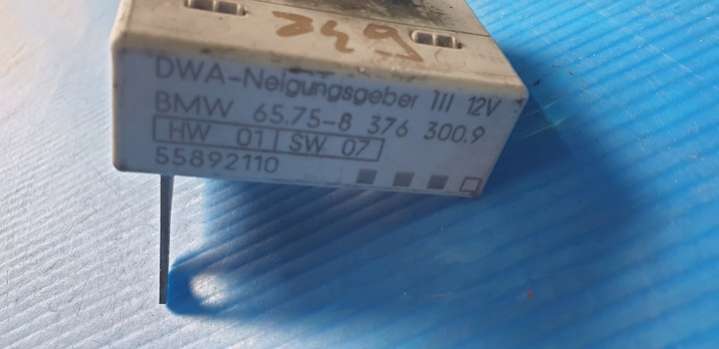 349
DWA-Neigungsgeber III 12V
BMW 65.75-8 376 300.9
HW 01 SW 07
55892110